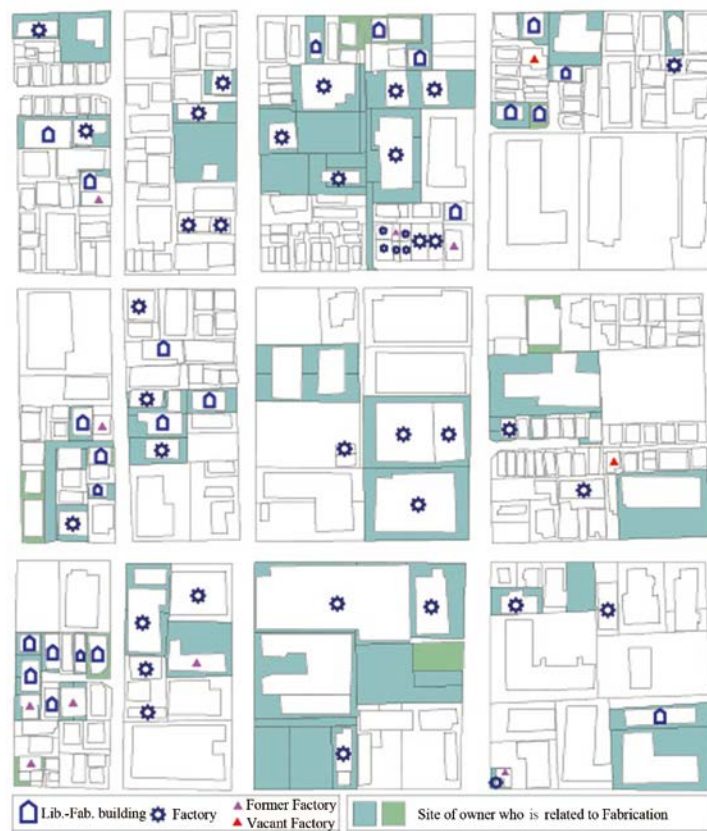 Lib.-Fab. building
Factory
Former Factory
Vacant Factory
Site of owner who is related to Fabrication